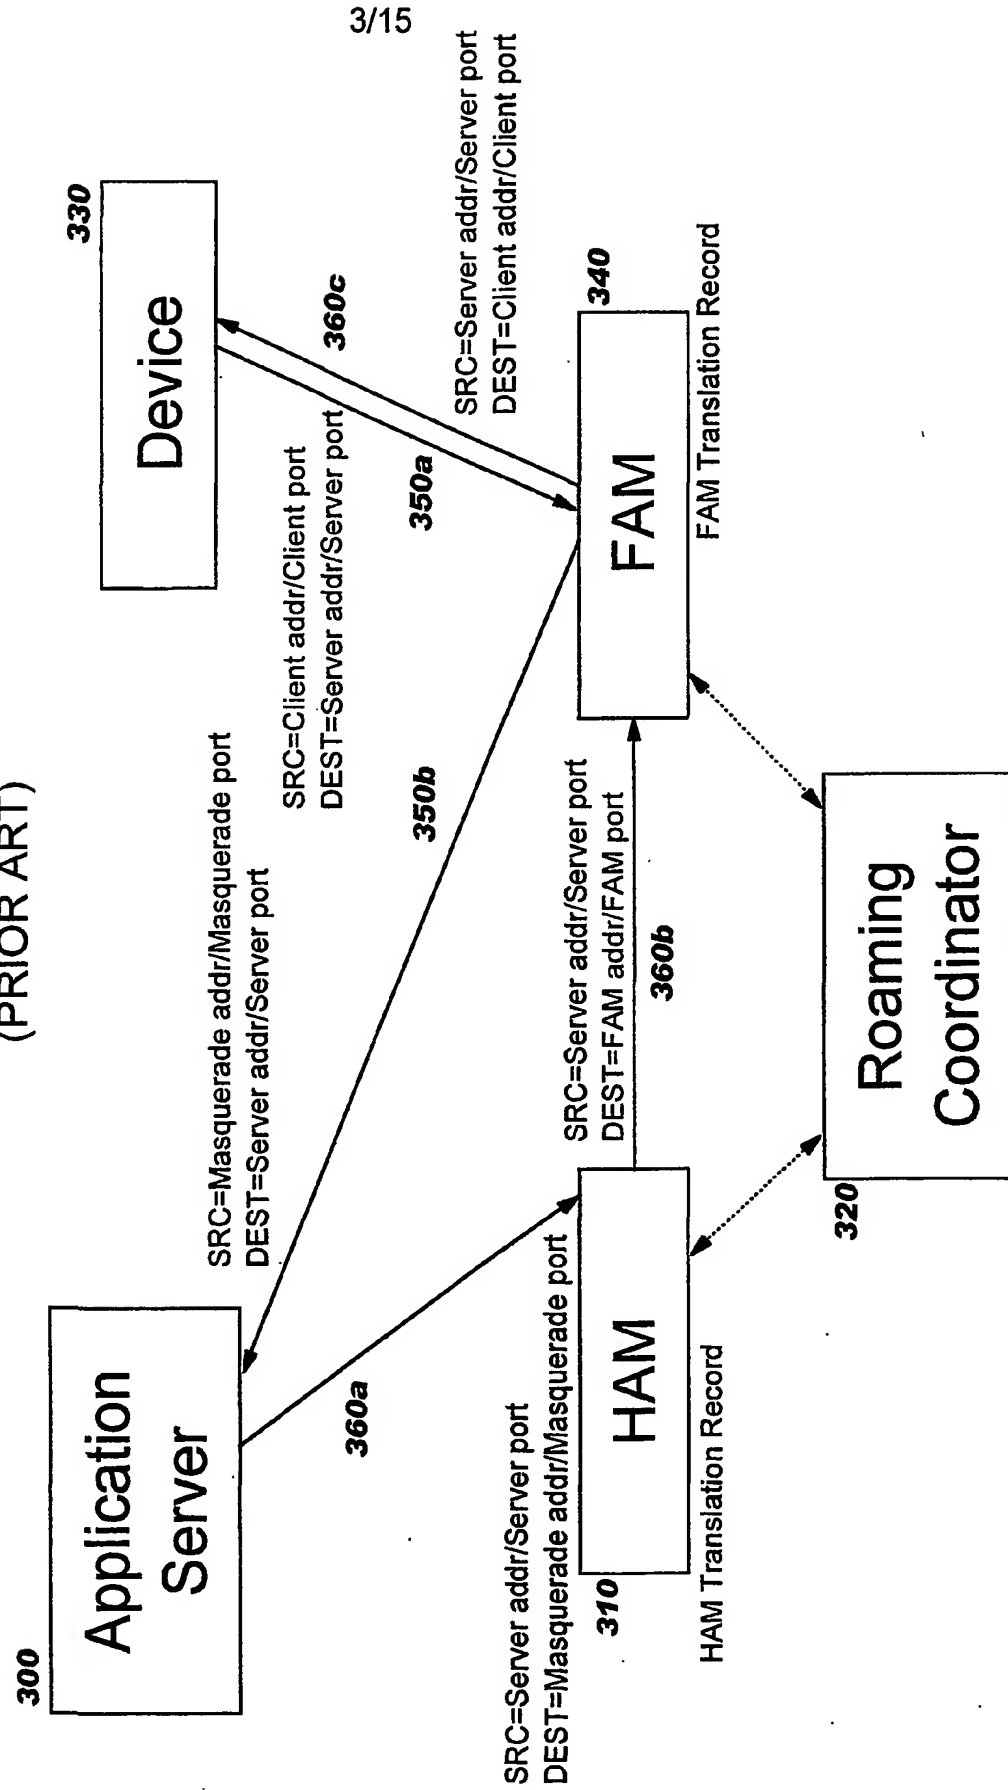 3/15
(PRIOR ART)
300
Application
Server
330
Device
SRC=Masquerade addr/Masquerade port
DEST=Server addr/Server port
SRC=Client addr/Client port
DEST=Server addr/Server port
360c
350a
350b
360a
SRC=Server addr/Server port
DEST=Client addr/Client port
SRC=Server addr/Server port
DEST=Masquerade addr/Masquerade port
310
HAM
HAM Translation Record
SRC=Server addr/Server port
DEST=FAM addr/FAM port
360b
340
FAM
FAM Translation Record
320
Roaming
Coordinator